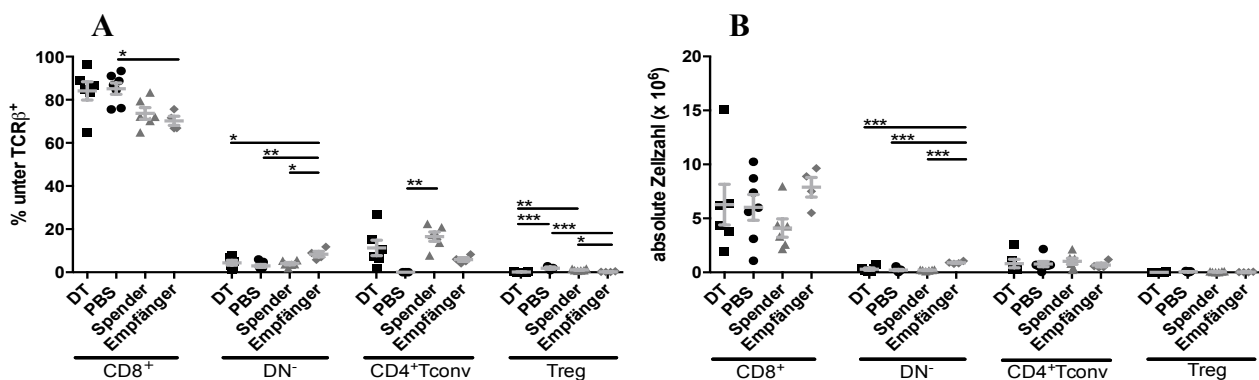 A
% unter TCRβ⁺
100
80
60
40
20
0
*
*
**
*
**
**
***
***
*
DT
PBS
Spender
Empfänger
DT
PBS
Spender
Empfänger
DT
PBS
Spender
Empfänger
DT
PBS
Spender
Empfänger
CD8⁺
DN⁻
CD4⁺Tconv
Treg
B
absolute Zellzahl (x 10⁶)
20
15
10
5
0
***
***
***
DT
PBS
Spender
Empfänger
DT
PBS
Spender
Empfänger
DT
PBS
Spender
Empfänger
DT
PBS
Spender
Empfänger
CD8⁺
DN⁻
CD4⁺Tconv
Treg